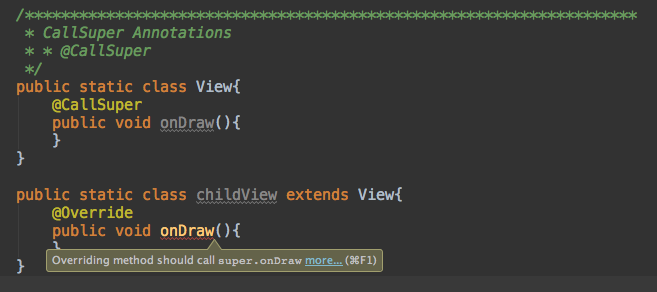 /*******************************************************************
* CallSuper Annotations
* * @CallSuper
*/
public static class View{
@CallSuper
public void onDraw(){
}
}
public static class childView extends View{
@Override
public void onDraw(){
}
Overriding method should call super.onDraw more... (⌘F1)
}